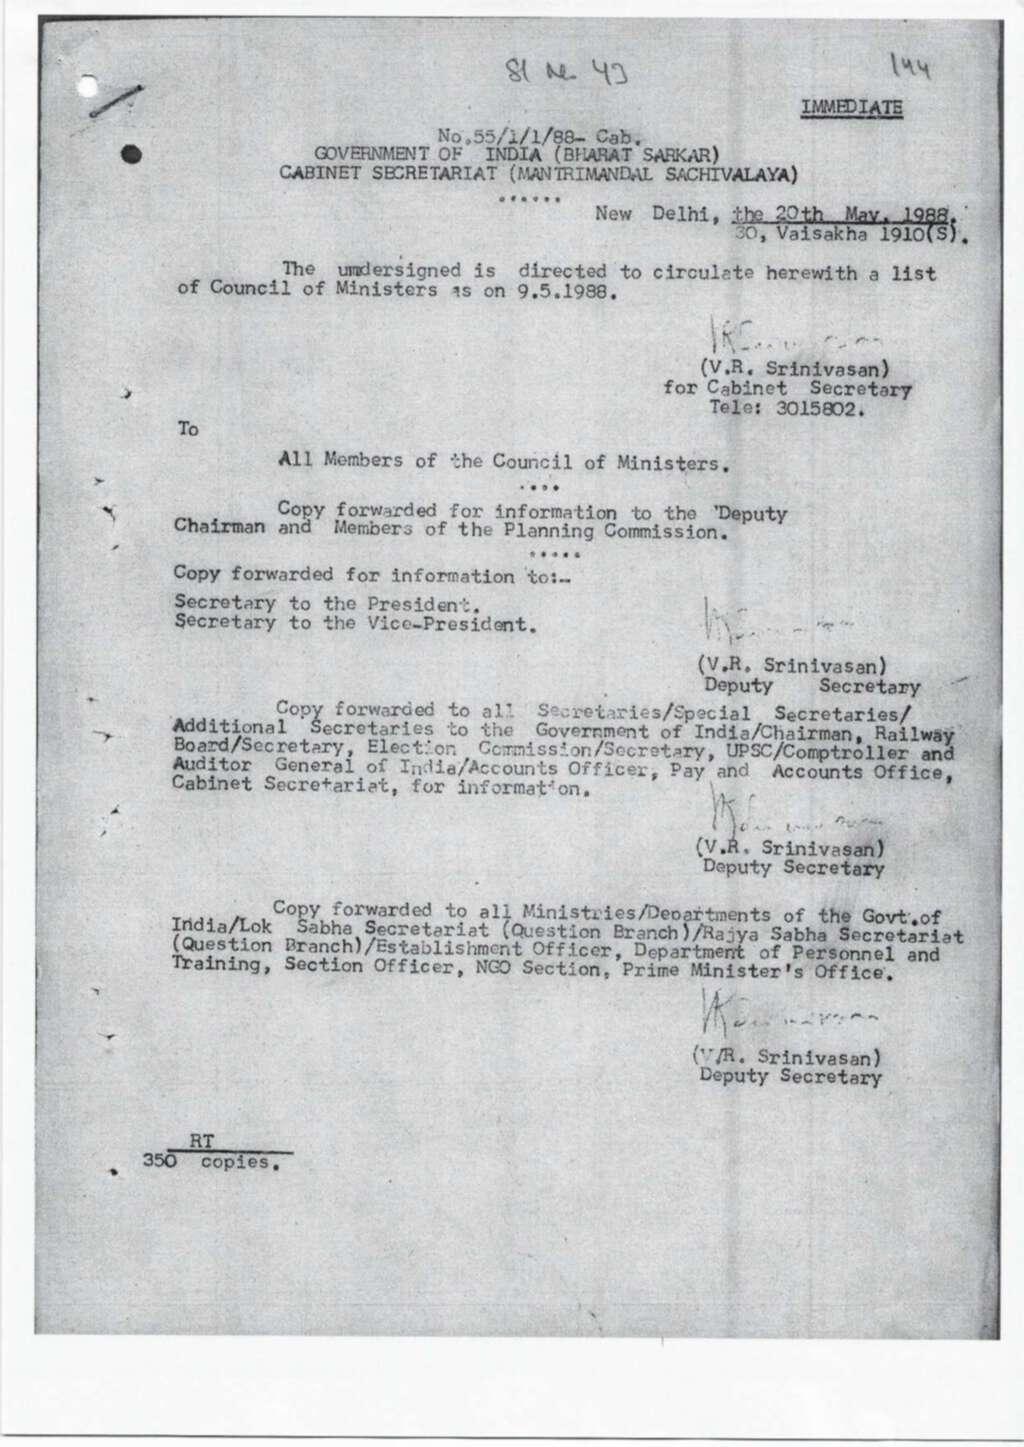 Sl No. 43
144
IMMEDIATE
No.55/1/1/88- Cab.
GOVERNMENT OF INDIA (BHARAT SARKAR)
CABINET SECRETARIAT (MANTRIMANDAL SACHIVALAYA)
......
New Delhi, the 20th May, 1988.
30, Vaisakha 1910(S).
The undersigned is directed to circulate herewith a list
of Council of Ministers as on 9.5.1988.
(V.R. Srinivasan)
for Cabinet Secretary
Tele: 3015802.
To
All Members of the Council of Ministers.
....
Copy forwarded for information to the 'Deputy
Chairman and Members of the Planning Commission.
.....
Copy forwarded for information to:-
Secretary to the President.
Secretary to the Vice-President.
(V.R. Srinivasan)
Deputy Secretary
Copy forwarded to all Secretaries/Special Secretaries/
Additional Secretaries to the Government of India/Chairman, Railway
Board/Secretary, Election Commission/Secretary, UPSC/Comptroller and
Auditor General of India/Accounts Officer, Pay and Accounts Office,
Cabinet Secretariat, for information.
(V.R. Srinivasan)
Deputy Secretary
Copy forwarded to all Ministries/Departments of the Govt.of
India/Lok Sabha Secretariat (Question Branch)/Rajya Sabha Secretariat
(Question Branch)/Establishment Officer, Department of Personnel and
Training, Section Officer, NGO Section, Prime Minister's Office.
(V/R. Srinivasan)
Deputy Secretary
RT
350 copies.